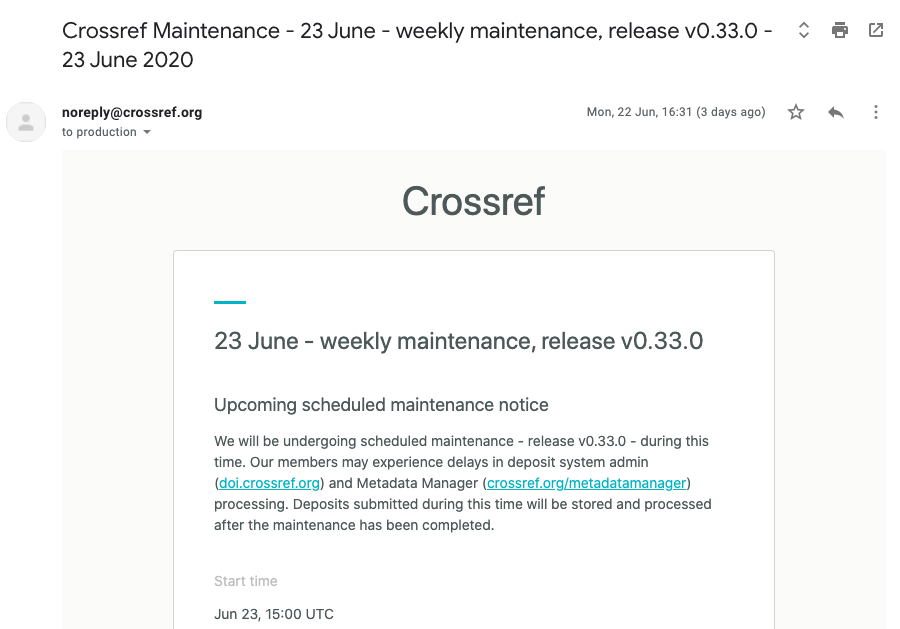 Crossref Maintenance - 23 June - weekly maintenance, release v0.33.0 -
23 June 2020
noreply@crossref.org
Mon, 22 Jun, 16:31 (3 days ago)
to production
Crossref
23 June - weekly maintenance, release v0.33.0
Upcoming scheduled maintenance notice
We will be undergoing scheduled maintenance - release v0.33.0 - during this
time. Our members may experience delays in deposit system admin
(doi.crossref.org) and Metadata Manager (crossref.org/metadatamanager)
processing. Deposits submitted during this time will be stored and processed
after the maintenance has been completed.
Start time
Jun 23, 15:00 UTC